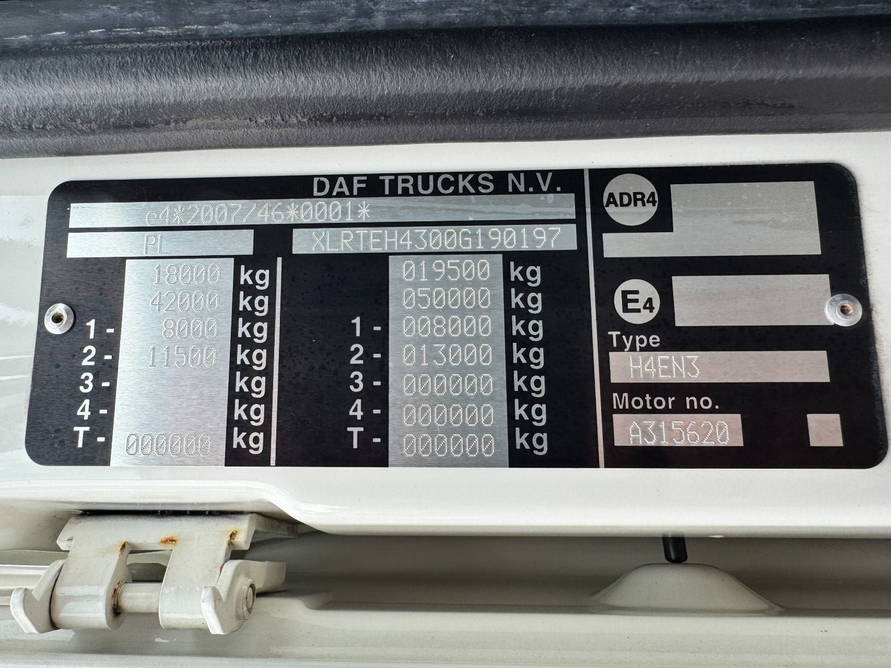 DAF TRUCKS N.V.
e4*2007/46*0001*
PL XLRTEH4300G190197
18000 kg 019500 kg
42000 kg 050000 kg
1- 8000 kg 1- 008000 kg
2- 11500 kg 2- 013000 kg
3- kg 3- 000000 kg
4- kg 4- 000000 kg
T- 000000 kg T- 000000 kg
ADR4
E4
Type
H4EN3
Motor no.
A315620